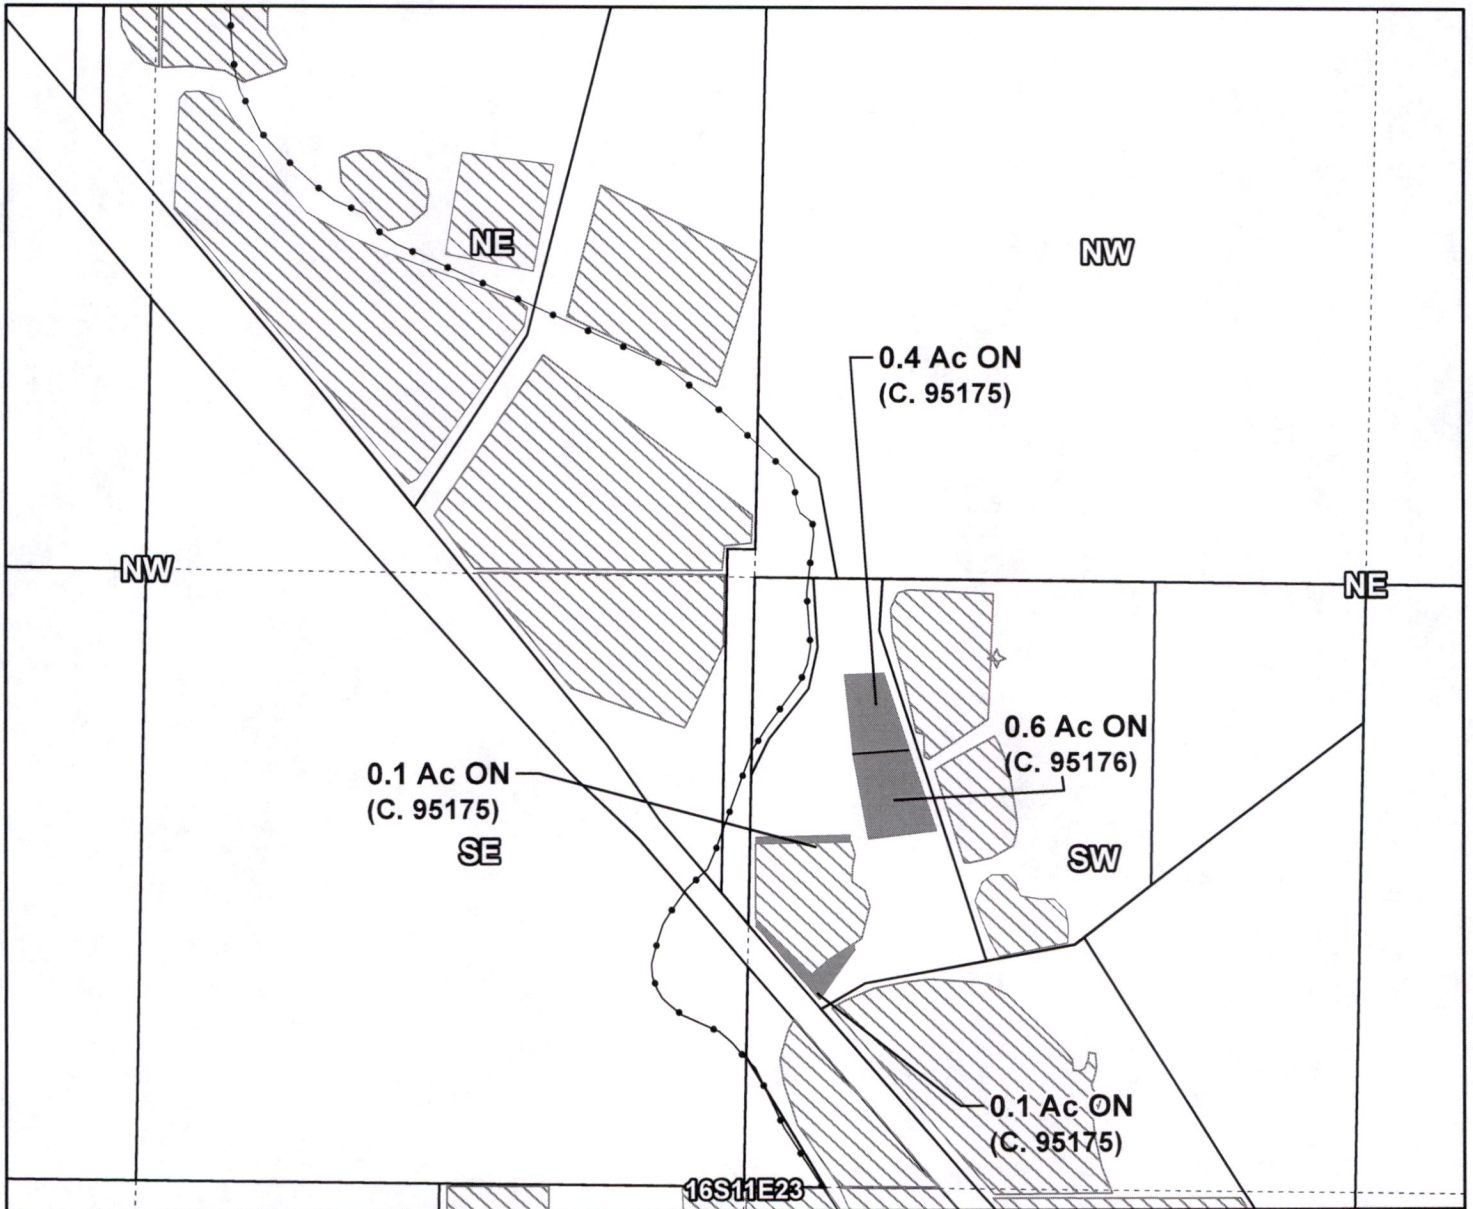 NE
NW
0.4 Ac ON
(C. 95175)
NW
NE
0.6 Ac ON
(C. 95176)
0.1 Ac ON
(C. 95175)
SE
SW
0.1 Ac ON
(C. 95175)
16S11E23